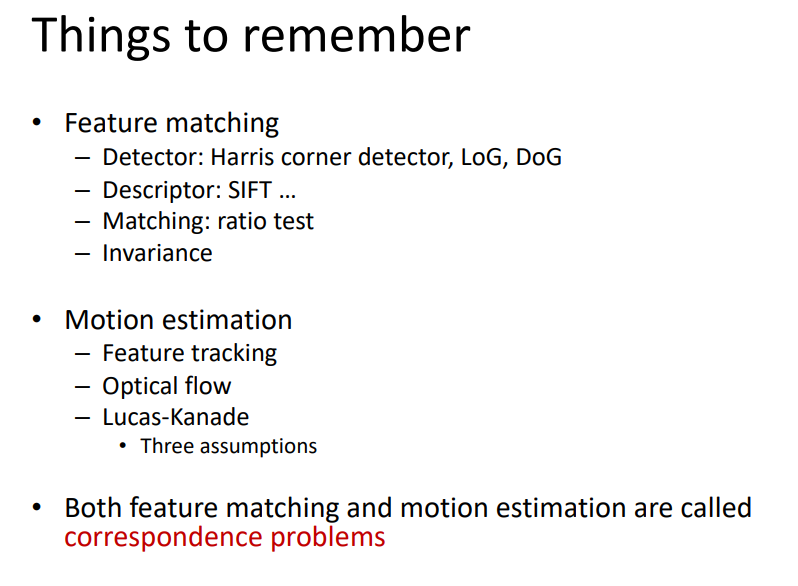 Things to remember
• Feature matching
– Detector: Harris corner detector, LoG, DoG
– Descriptor: SIFT ...
– Matching: ratio test
– Invariance
• Motion estimation
– Feature tracking
– Optical flow
– Lucas-Kanade
• Three assumptions
• Both feature matching and motion estimation are called
correspondence problems